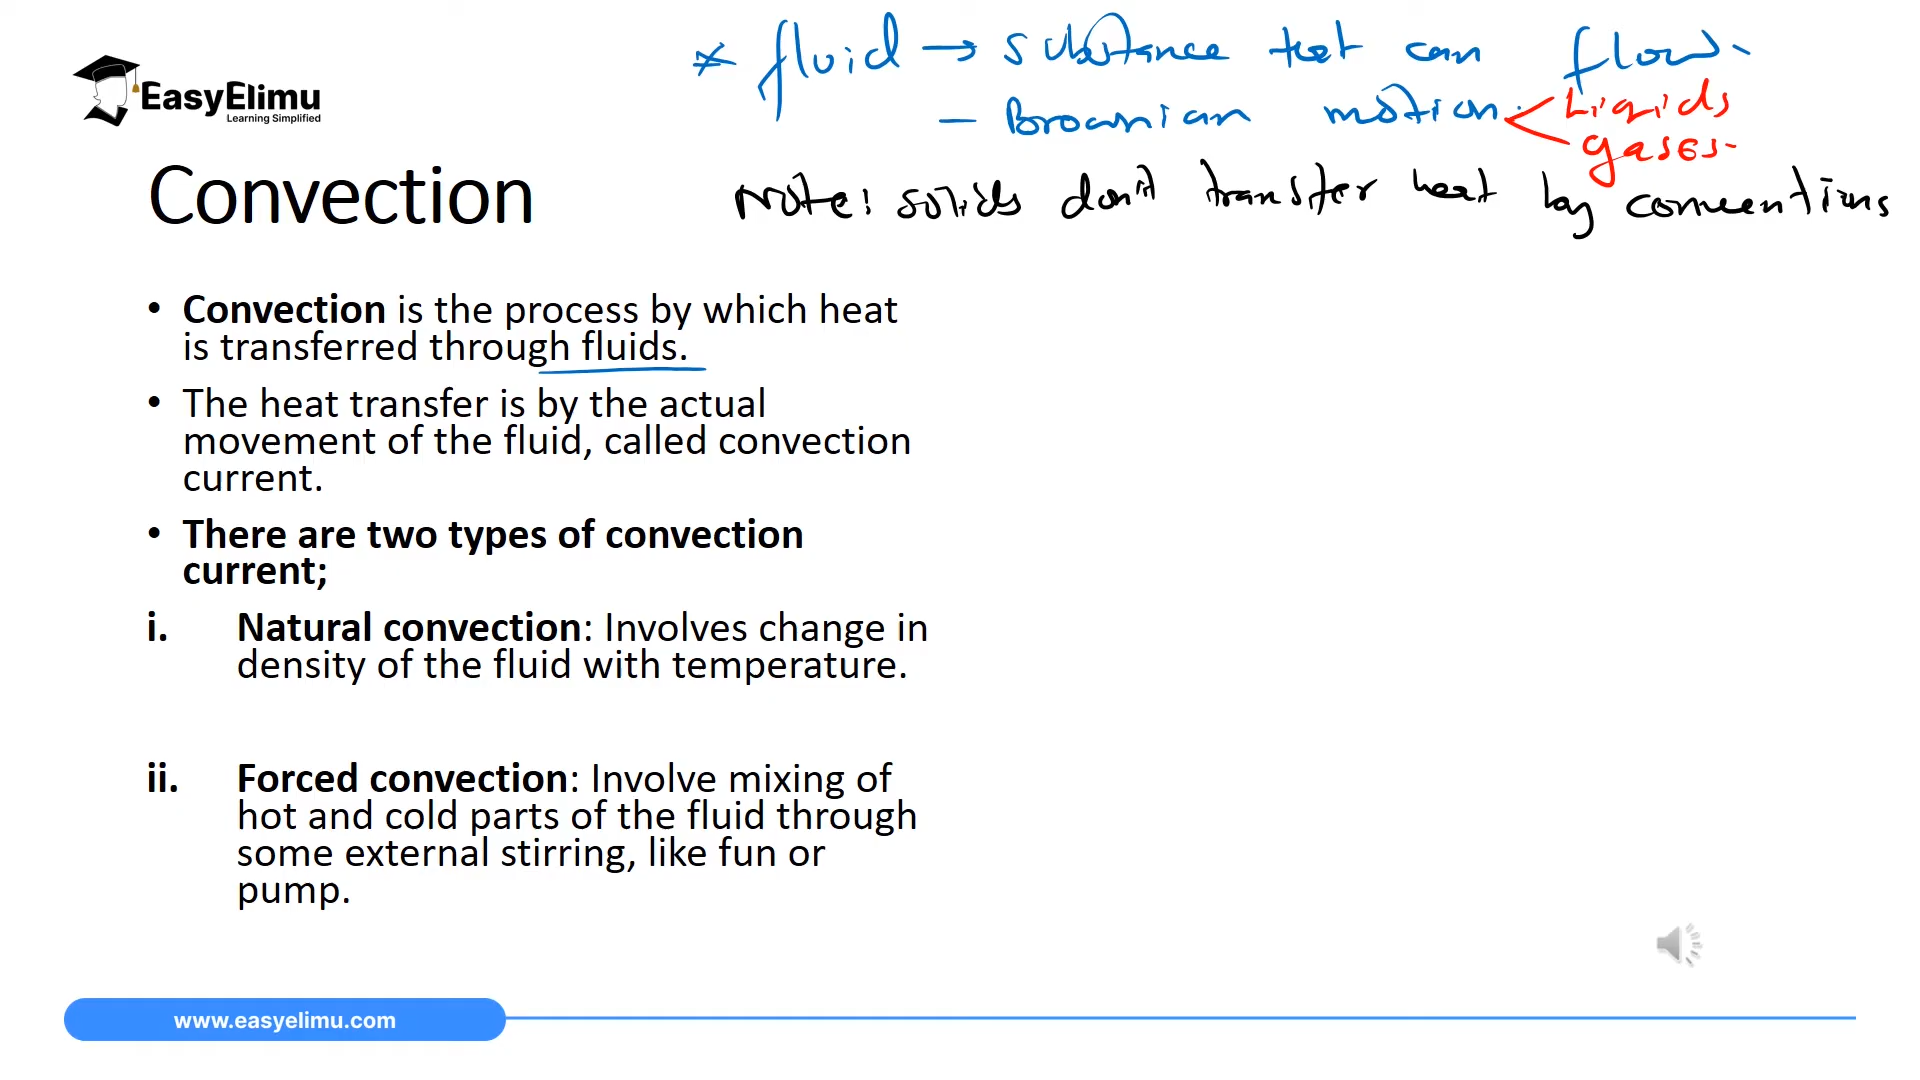 * fluid → substance that can flow.
EasyElimu
Learning Simplified
- Brownian motion. Liquids
gases.
Convection
Note: solids don't transfer heat by conventions
• Convection is the process by which heat
is transferred through fluids.
• The heat transfer is by the actual
movement of the fluid, called convection
current.
• There are two types of convection
current;
i. Natural convection: Involves change in
density of the fluid with temperature.
ii. Forced convection: Involve mixing of
hot and cold parts of the fluid through
some external stirring, like fun or
pump.
www.easyelimu.com